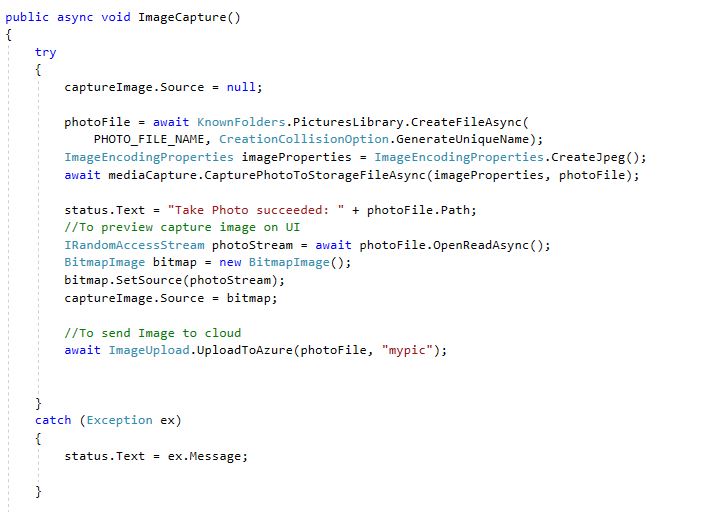 public async void ImageCapture()
{
try
{
captureImage.Source = null;
photoFile = await KnownFolders.PicturesLibrary.CreateFileAsync(
PHOTO_FILE_NAME, CreationCollisionOption.GenerateUniqueName);
ImageEncodingProperties imageProperties = ImageEncodingProperties.CreateJpeg();
await mediaCapture.CapturePhotoToStorageFileAsync(imageProperties, photoFile);
status.Text = "Take Photo succeeded: " + photoFile.Path;
//To preview capture image on UI
IRandomAccessStream photoStream = await photoFile.OpenReadAsync();
BitmapImage bitmap = new BitmapImage();
bitmap.SetSource(photoStream);
captureImage.Source = bitmap;
//To send Image to cloud
await ImageUpload.UploadToAzure(photoFile, "mypic");
}
catch (Exception ex)
{
status.Text = ex.Message;
}